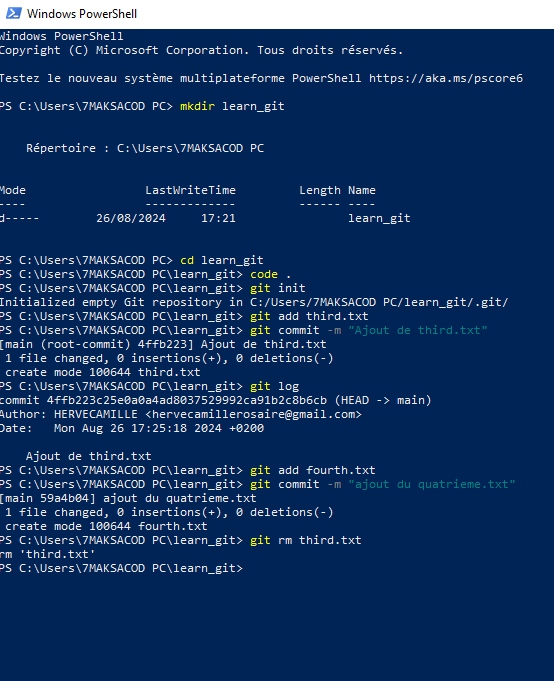 Windows PowerShell
Windows PowerShell
Copyright (C) Microsoft Corporation. Tous droits réservés.
Testez le nouveau système multiplateforme PowerShell https://aka.ms/pscore6
PS C:\Users\7MAKSACOD PC> mkdir learn_git
    Répertoire : C:\Users\7MAKSACOD PC
Mode                 LastWriteTime         Length Name
----                 -------------         ------ ----
d-----        26/08/2024     17:21                learn_git
PS C:\Users\7MAKSACOD PC> cd learn_git
PS C:\Users\7MAKSACOD PC\learn_git> code .
PS C:\Users\7MAKSACOD PC\learn_git> git init
Initialized empty Git repository in C:/Users/7MAKSACOD PC/learn_git/.git/
PS C:\Users\7MAKSACOD PC\learn_git> git add third.txt
PS C:\Users\7MAKSACOD PC\learn_git> git commit -m "Ajout de third.txt"
[main (root-commit) 4ffb223] Ajout de third.txt
 1 file changed, 0 insertions(+), 0 deletions(-)
 create mode 100644 third.txt
PS C:\Users\7MAKSACOD PC\learn_git> git log
commit 4ffb223c25e0a0a4ad8037529992ca91b2c8b6cb (HEAD -> main)
Author: HERVECAMILLE <hervecamillerosaire@gmail.com>
Date:   Mon Aug 26 17:25:18 2024 +0200
    Ajout de third.txt
PS C:\Users\7MAKSACOD PC\learn_git> git add fourth.txt
PS C:\Users\7MAKSACOD PC\learn_git> git commit -m "ajout du quatrieme.txt"
[main 59a4b04] ajout du quatrieme.txt
 1 file changed, 0 insertions(+), 0 deletions(-)
 create mode 100644 fourth.txt
PS C:\Users\7MAKSACOD PC\learn_git> git rm third.txt
rm 'third.txt'
PS C:\Users\7MAKSACOD PC\learn_git>